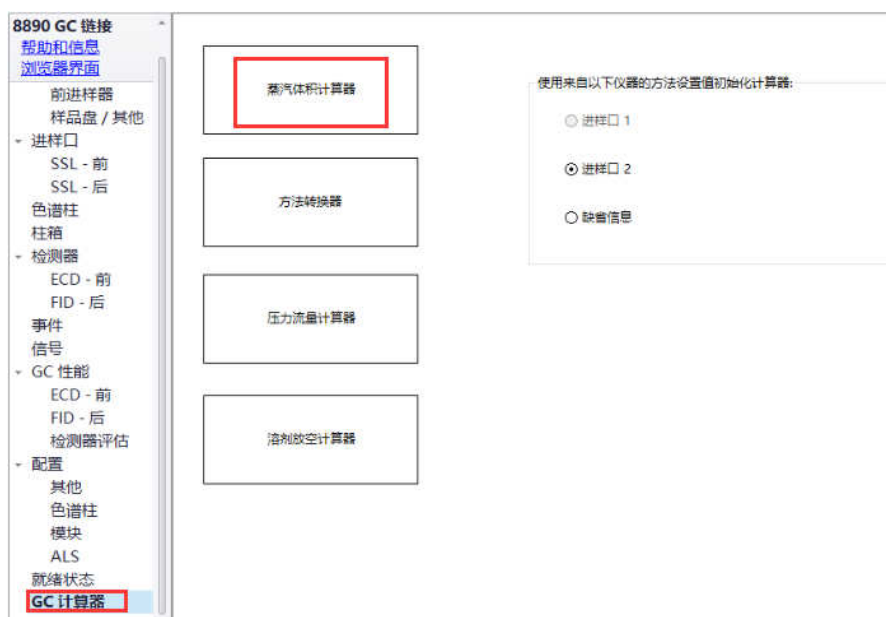 8890 GC 链接
帮助和信息
浏览器界面
前进样器
样品盘 / 其他
进样口
SSL - 前
SSL - 后
色谱柱
柱箱
检测器
ECD - 前
FID - 后
事件
信号
GC 性能
ECD - 前
FID - 后
检测器评估
配置
其他
色谱柱
模块
ALS
就绪状态
GC 计算器
蒸汽体积计算器
方法转换器
压力流量计算器
溶剂放空计算器
使用来自以下仪器的方法设置值初始化计算器:
进样口 1
进样口 2
缺省信息